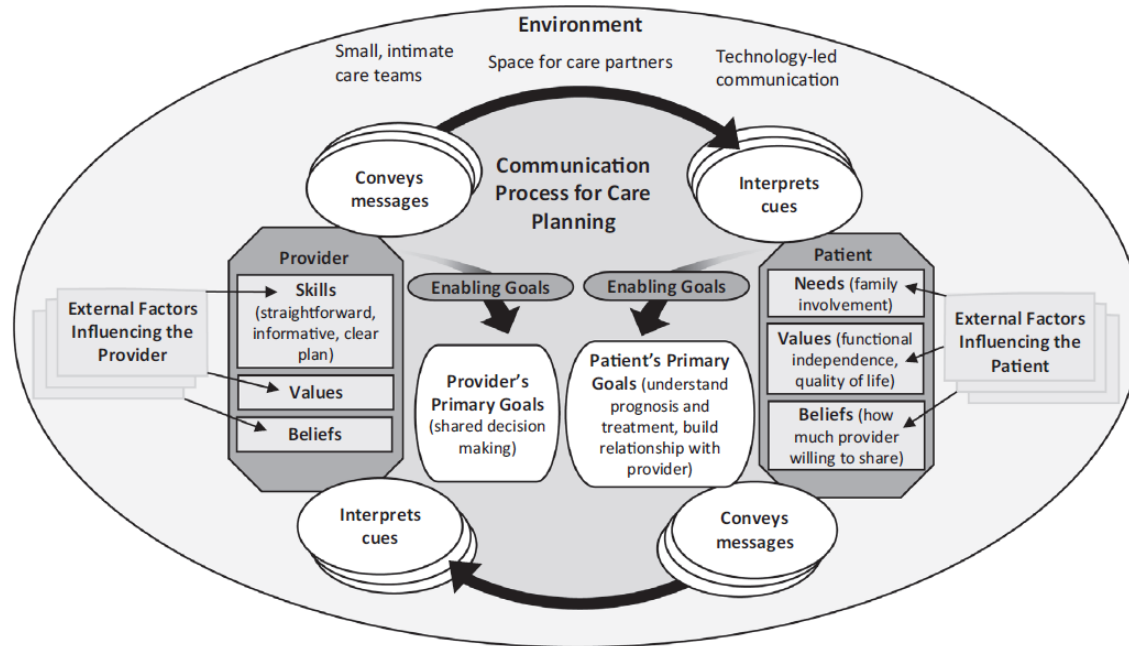 Environment
Small, intimate
care teams
Space for care partners
Technology-led
communication
Conveys
messages
Communication
Process for Care
Planning
Interprets
cues
Provider
Skills
(straightforward,
informative, clear
plan)
Values
Beliefs
External Factors
Influencing the
Provider
Enabling Goals
Enabling Goals
Provider's
Primary Goals
(shared decision
making)
Patient's Primary
Goals (understand
prognosis and
treatment, build
relationship with
provider)
Patient
Needs (family
involvement)
Values (functional
independence,
quality of life)
Beliefs (how
much provider
willing to share)
External Factors
Influencing the
Patient
Interprets
cues
Conveys
messages